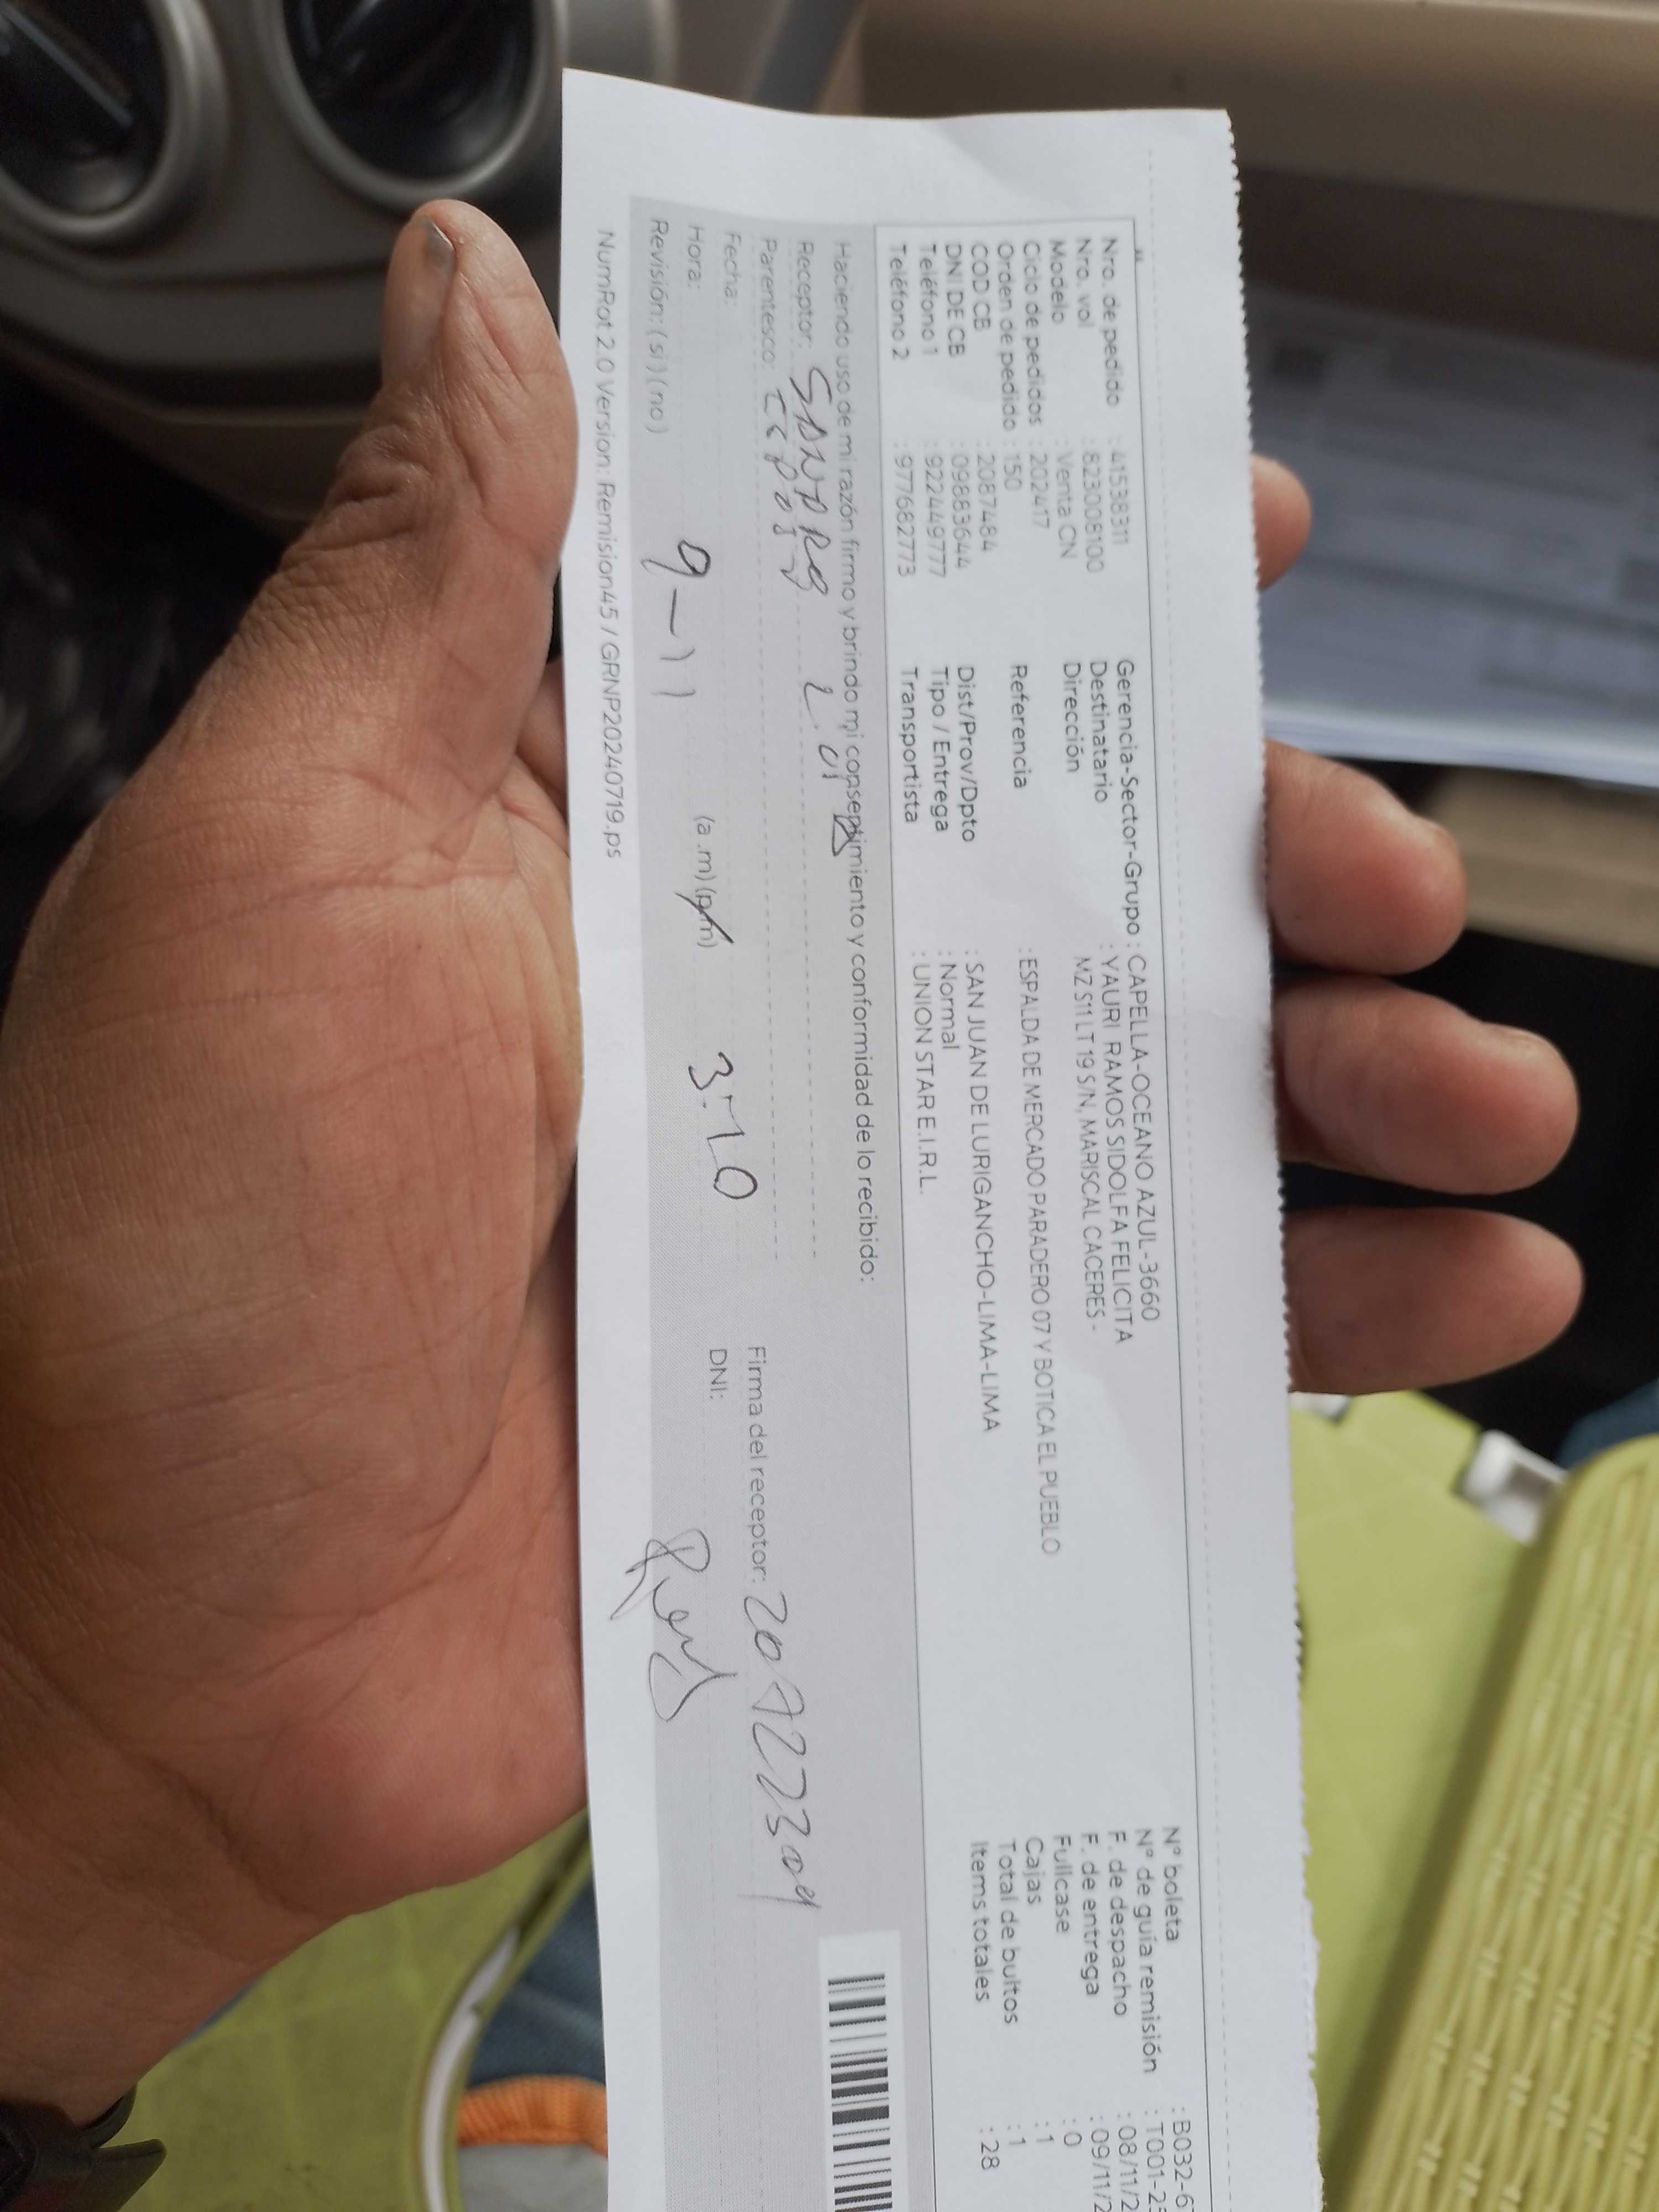 Nro. de pedido : 41538311
Nro. vol : 8230081​00
Modelo : Venta CN
Ciclo de pedidos : 202417
Orden de pedido : 150
COD CB : 2087484
DNI DE CB : 09883644
Teléfono 1 : 922449777
Teléfono 2 : 977682773
Gerencia-Sector-Grupo : CAPELLA-OCEANO AZUL-3660
Destinatario : YAURI RAMOS SIDOLFA FELICITA
Dirección MZ S11 LT 19 S/N, MARISCAL CACERES -
Referencia : ESPALDA DE MERCADO PARADERO 07 Y BOTICA EL PUEBLO
Dist/Prov/Dpto : SAN JUAN DE LURIGANCHO-LIMA-LIMA
Tipo / Entrega : Normal
Transportista : UNION STAR E.I.R.L.
N° boleta : B032-6
N° de guía remisión : T001-2
F. de despacho : 08/11/2
F. de entrega : 09/11/2
Fullcase : 0
Cajas : 1
Total de bultos : 1
Items totales : 28
Haciendo uso de mi razón firmo y brindo mi consentimiento y conformidad de lo recibido:
Receptor:
Parentesco:
Fecha:
Hora: 9-11 (a.m) (p.m) 3:10
Revisión: (si) (no)
Firma del receptor:
DNI:
NumRot 2.0 Version: Remision45 / GRNP20240719.ps